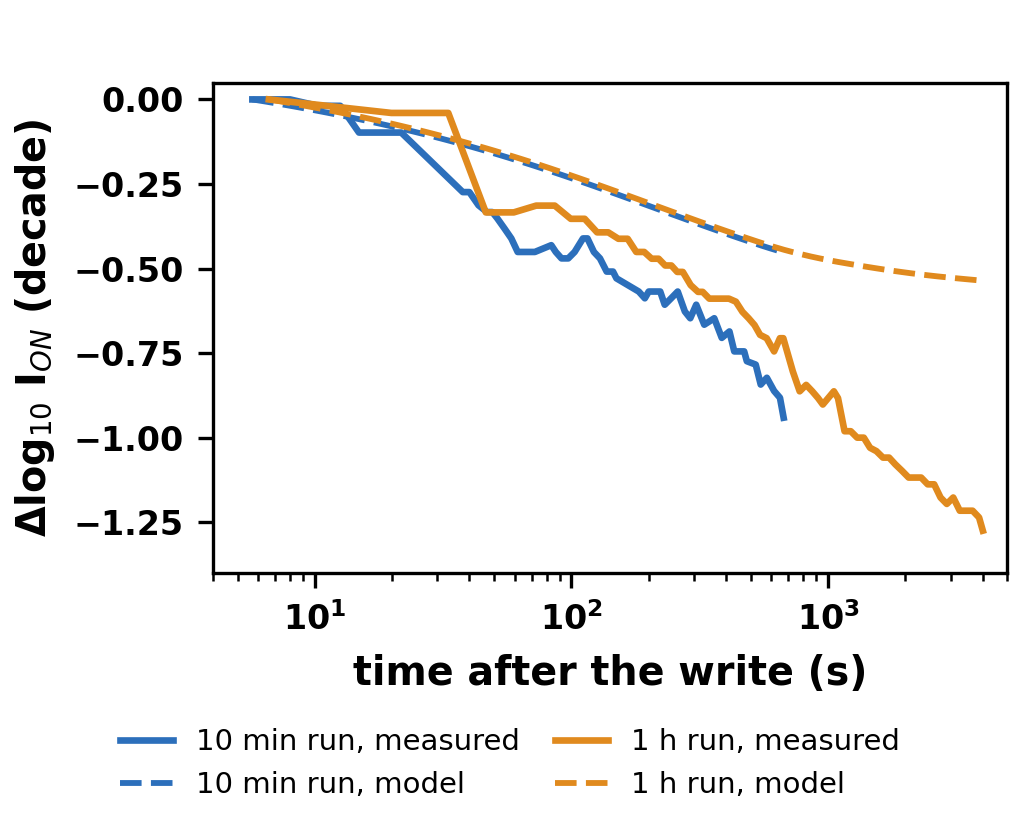 0.00
−0.25
−0.50
−0.75
−1.00
−1.25
Δlog₁₀ I_ON (decade)
10¹ 10² 10³
time after the write (s)
10 min run, measured 1 h run, measured
10 min run, model 1 h run, model